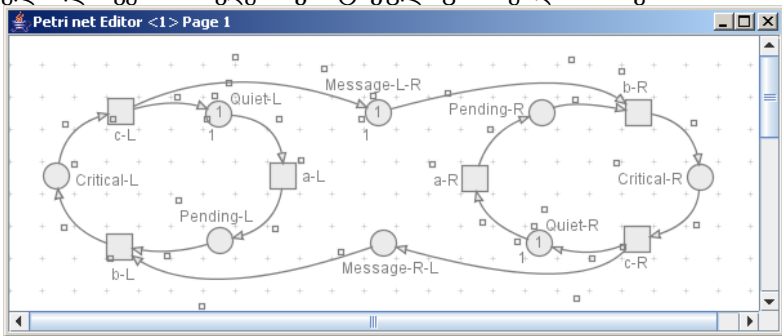 Petri net Editor <1> Page 1
Message-L-R
b-R
Quiet-L
Pending-R
1
1
c-L
1
1
Critical-L
a-L
a-R
Critical-R
Pending-L
Quiet-R
1
1
b-L
Message-R-L
c-R